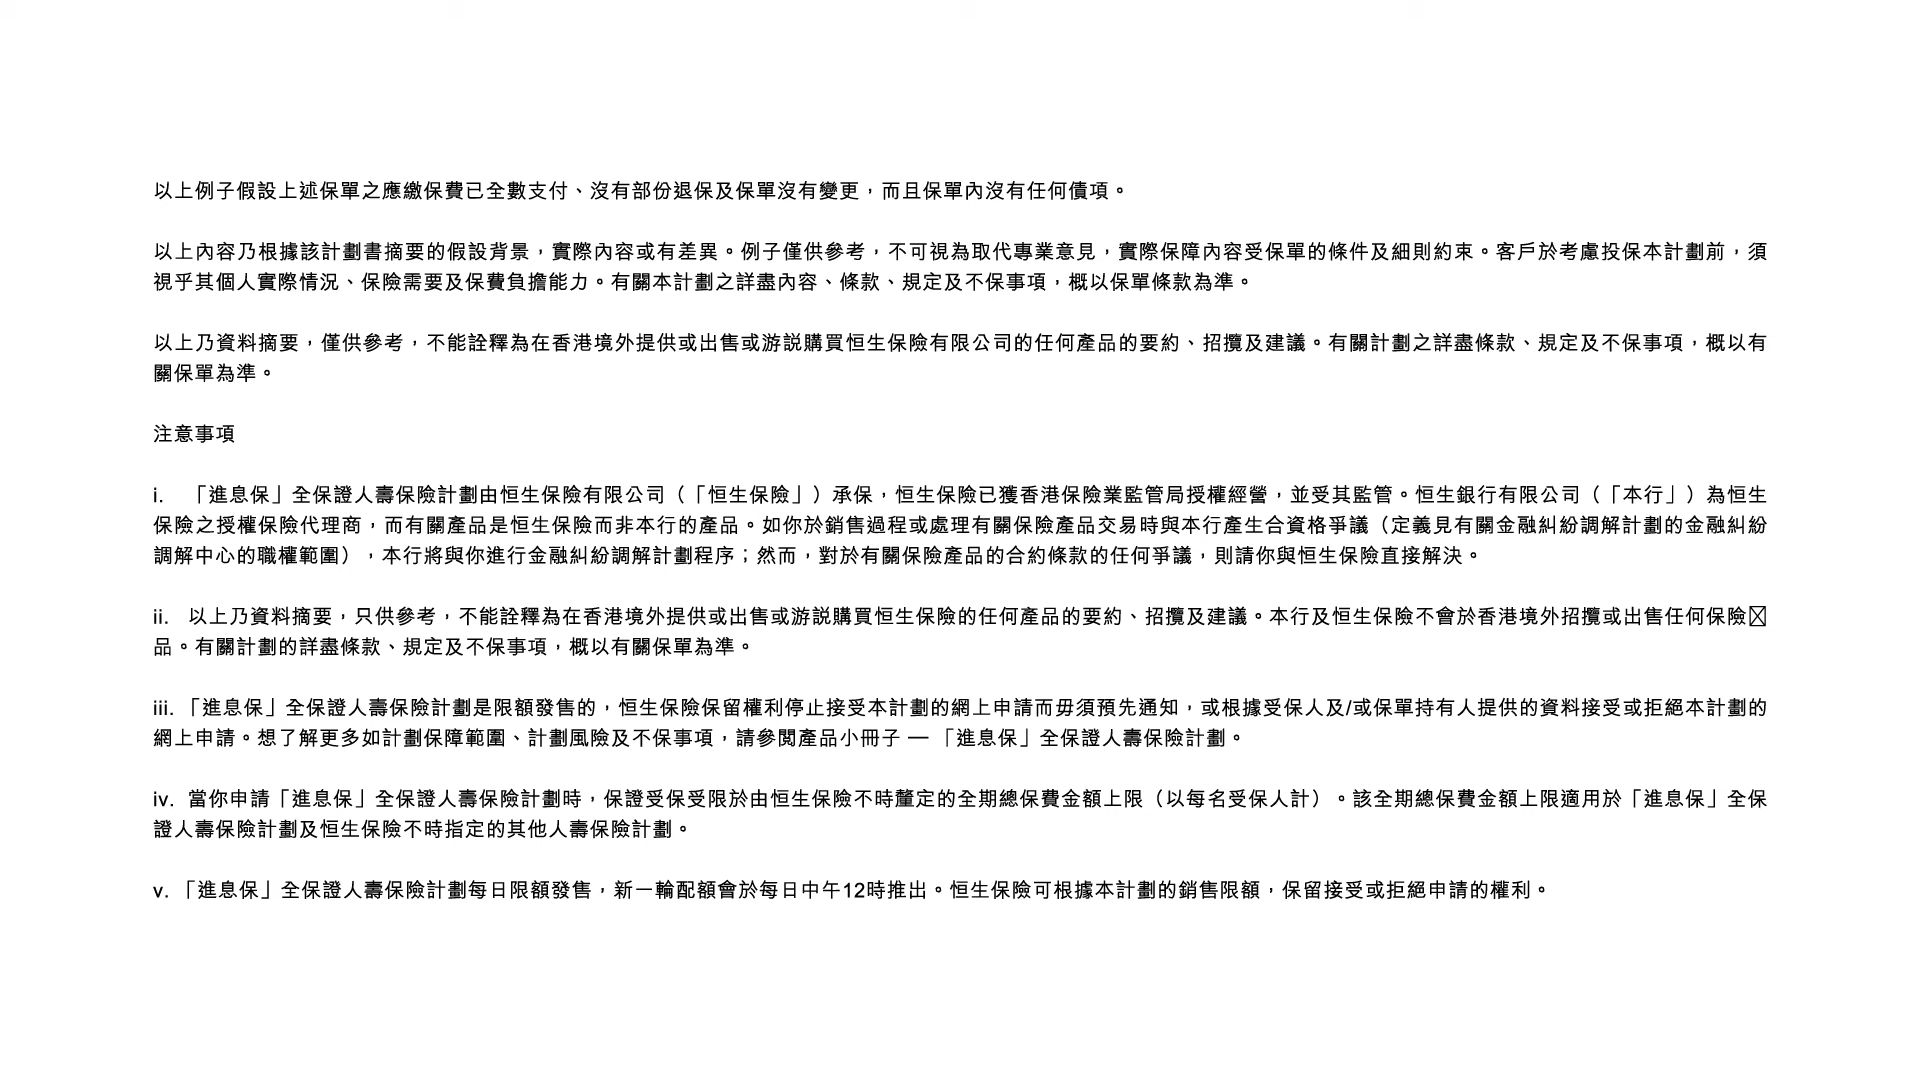 以上例子假設上述保單之應繳保費已全數支付、沒有部份退保及保單沒有變更，而且保單內沒有任何債項。
以上內容乃根據該計劃書摘要的假設背景，實際內容或有差異。例子僅供參考，不可視為取代專業意見，實際保障內容受保單的條件及細則約束。客戶於考慮投保本計劃前，須
視乎其個人實際情況、保險需要及保費負擔能力。有關本計劃之詳盡內容、條款、規定及不保事項，概以保單條款為準。
以上乃資料摘要，僅供參考，不能詮釋為在香港境外提供或出售或游説購買恒生保險有限公司的任何產品的要約、招攬及建議。有關計劃之詳盡條款、規定及不保事項，概以有
關保單為準。
注意事項
i. 「進息保」全保證人壽保險計劃由恒生保險有限公司（「恒生保險」）承保，恒生保險已獲香港保險業監管局授權經營，並受其監管。恒生銀行有限公司（「本行」）為恒生
保險之授權保險代理商，而有關產品是恒生保險而非本行的產品。如你於銷售過程或處理有關保險產品交易時與本行產生合資格爭議（定義見有關金融糾紛調解計劃的金融糾紛
調解中心的職權範圍），本行將與你進行金融糾紛調解計劃程序；然而，對於有關保險產品的合約條款的任何爭議，則請你與恒生保險直接解決。
ii. 以上乃資料摘要，只供參考，不能詮釋為在香港境外提供或出售或游説購買恒生保險的任何產品的要約、招攬及建議。本行及恒生保險不會於香港境外招攬或出售任何保險
品。有關計劃的詳盡條款、規定及不保事項，概以有關保單為準。
iii. 「進息保」全保證人壽保險計劃是限額發售的，恒生保險保留權利停止接受本計劃的網上申請而毋須預先通知，或根據受保人及/或保單持有人提供的資料接受或拒絕本計劃的
網上申請。想了解更多如計劃保障範圍、計劃風險及不保事項，請參閲產品小冊子 — 「進息保」全保證人壽保險計劃。
iv. 當你申請「進息保」全保證人壽保險計劃時，保證受保受限於由恒生保險不時釐定的全期總保費金額上限（以每名受保人計）。該全期總保費金額上限適用於「進息保」全保
證人壽保險計劃及恒生保險不時指定的其他人壽保險計劃。
v. 「進息保」全保證人壽保險計劃每日限額發售，新一輪配額會於每日中午12時推出。恒生保險可根據本計劃的銷售限額，保留接受或拒絕申請的權利。